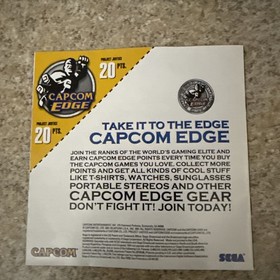 PROJECT JUSTICE
20 PTS.
CAPCOM
EDGE
PROJECT JUSTICE
20 PTS.
TAKE IT TO THE EDGE
CAPCOM EDGE
JOIN THE RANKS OF THE WORLD'S GAMING ELITE AND
EARN CAPCOM EDGE POINTS EVERY TIME YOU BUY
THE CAPCOM GAMES YOU LOVE. COLLECT MORE
POINTS AND GET ALL KINDS OF COOL STUFF
LIKE T-SHIRTS, WATCHES, SUNGLASSES
PORTABLE STEREOS AND OTHER
CAPCOM EDGE GEAR
DON'T FIGHT IT! JOIN TODAY!
CAPCOM
SEGA